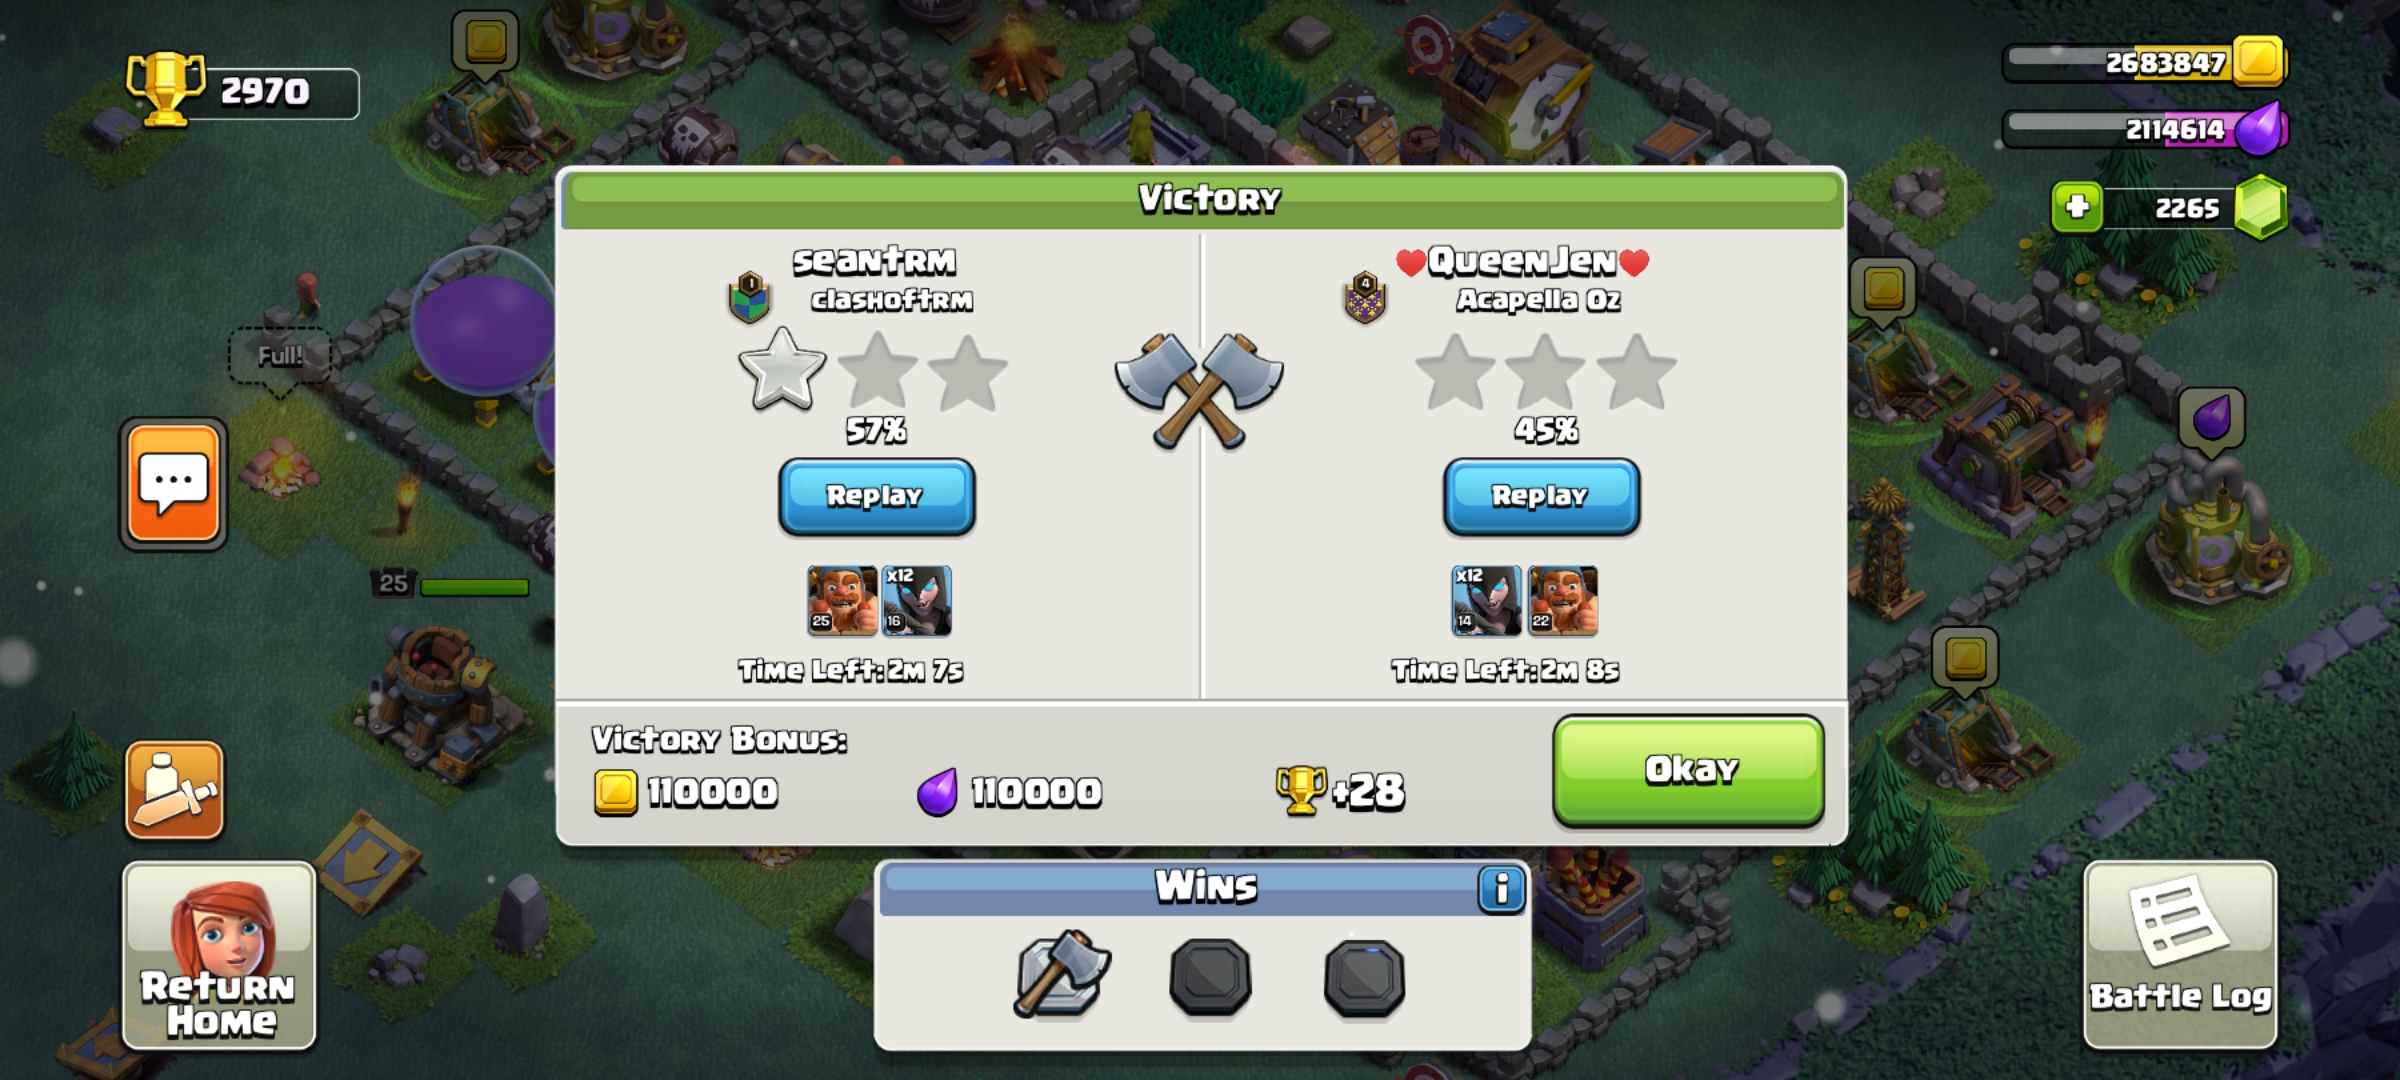 2970
2683847
2114614
2265
Full!
25
Victory
seantrm
clashoftrm
1
57%
Replay
25
x12
16
Time Left:2m 7s
❤️QueenJen❤️
Acapella Oz
4
45%
Replay
x12
14
22
Time Left:2m 8s
Victory Bonus:
110000
110000
+28
Okay
Wins
i
Return
Home
Battle Log